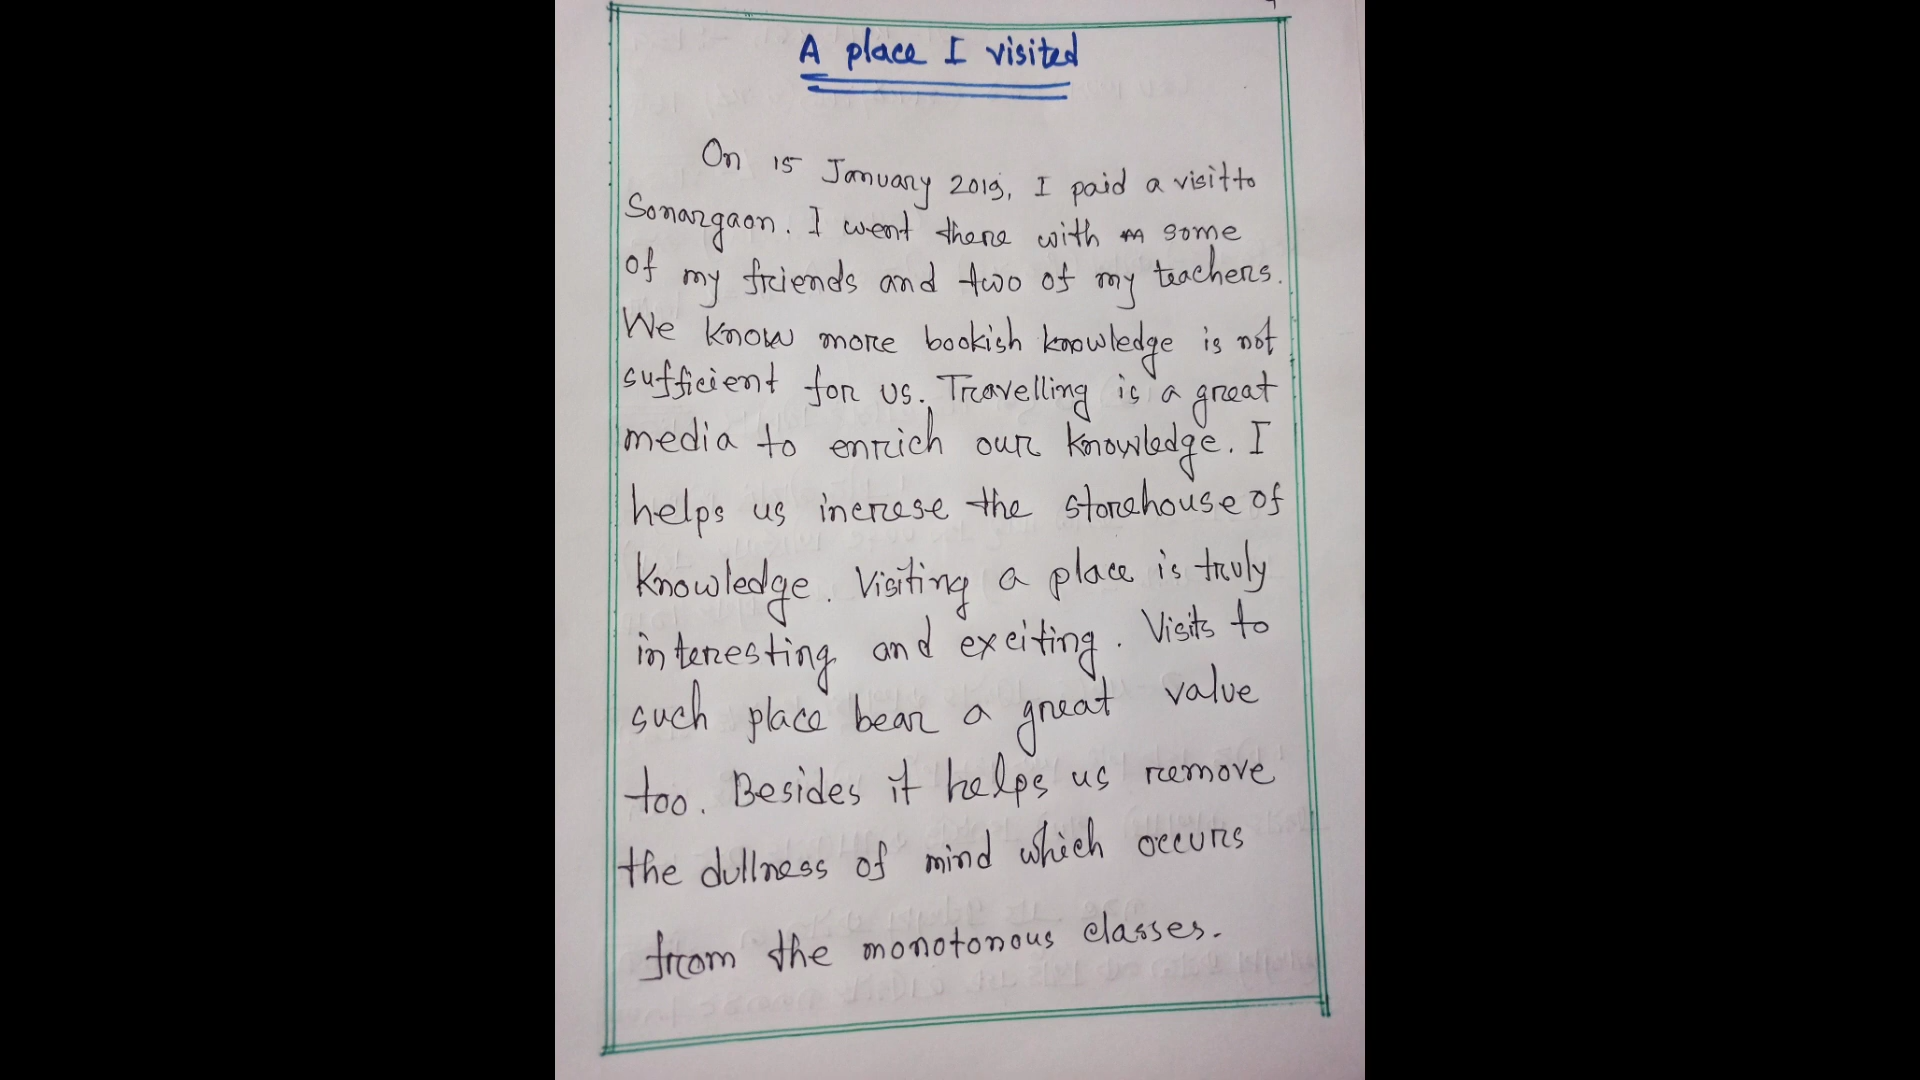 A place I visited
On 15 January 2019, I paid a visit to
Sonargaon. I went there with some
of my friends and two of my teachers.
We know more bookish knowledge is not
sufficient for us. Travelling is a great
media to enrich our knowledge. I
helps us increse the storehouse of
Knowledge. Visiting a place is truly
interesting and exciting. Visits to
such place bear a great value
too. Besides it helps us remove
the dullness of mind which occurs
from the monotonous classes.